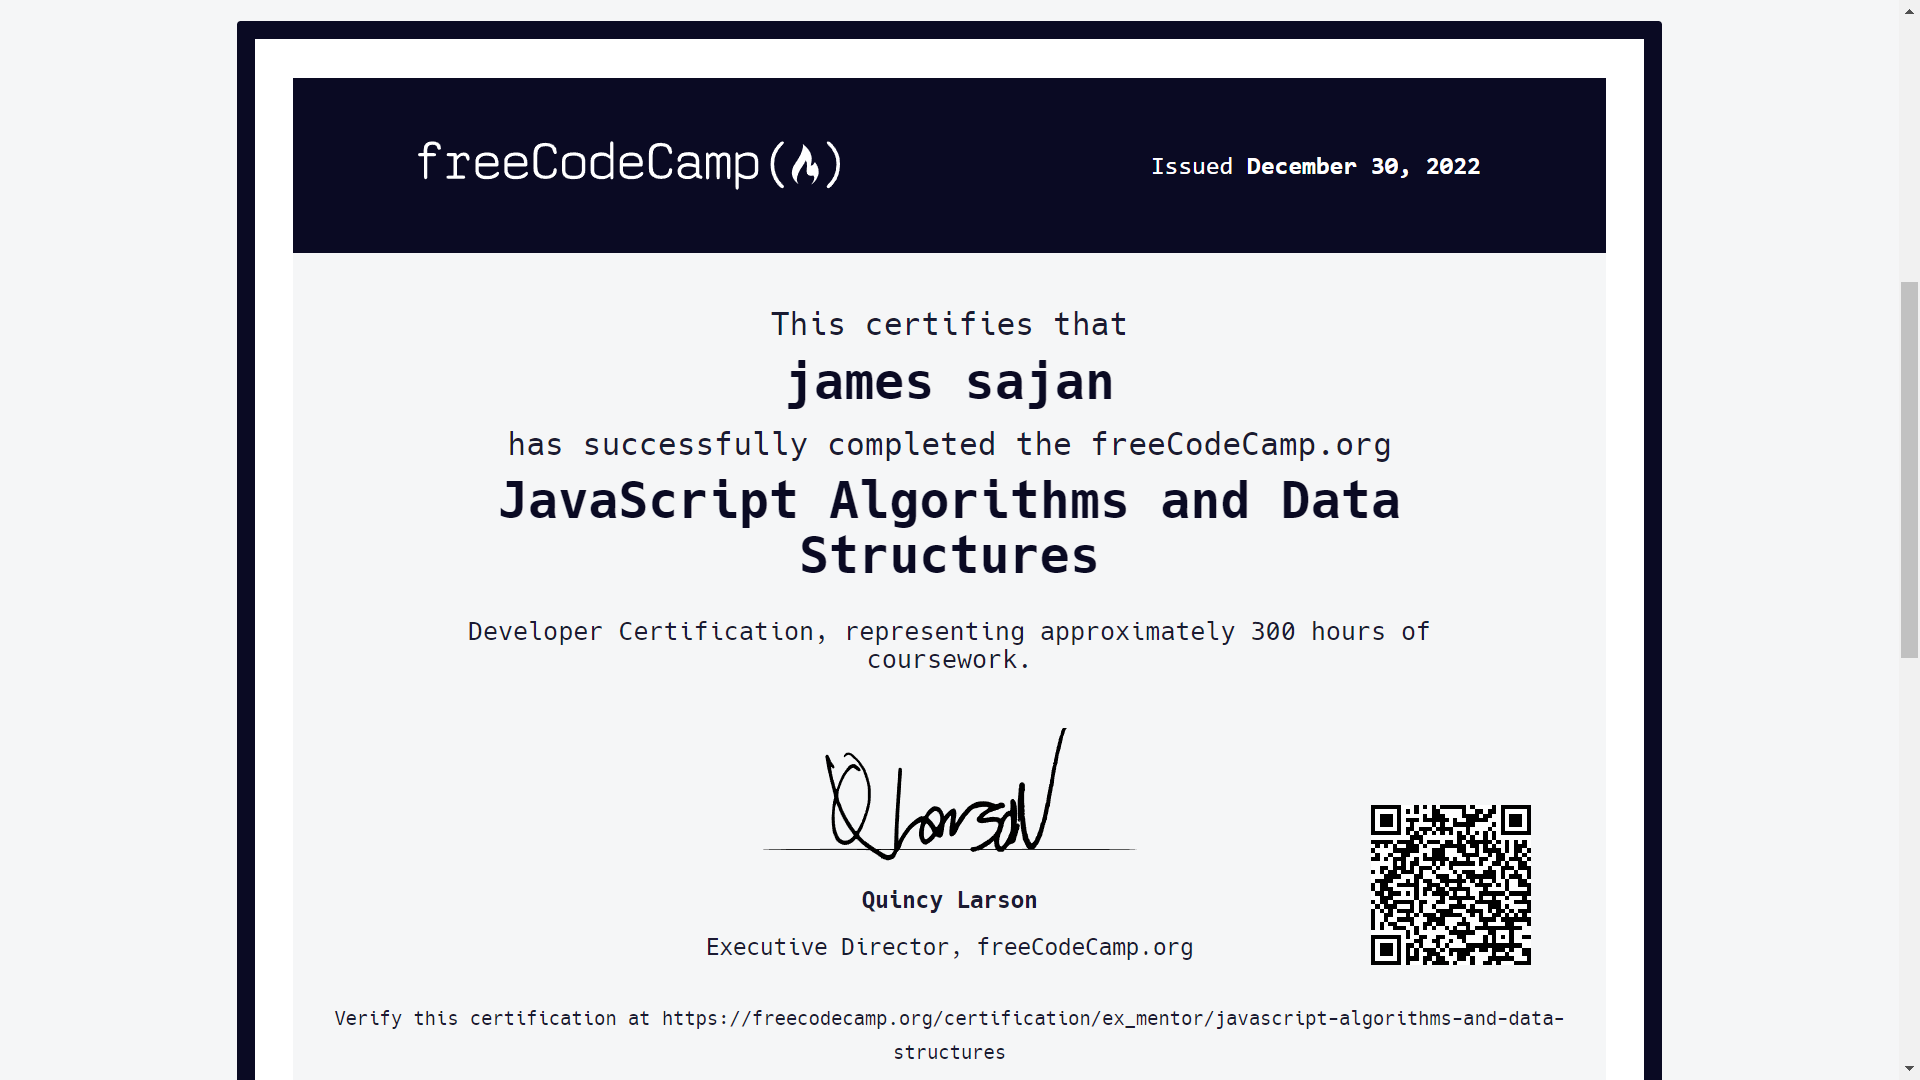 freeCodeCamp
Issued December 30, 2022
This certifies that
james sajan
has successfully completed the freeCodeCamp.org
JavaScript Algorithms and Data
Structures
Developer Certification, representing approximately 300 hours of
coursework.
Q Larson
Quincy Larson
Executive Director, freeCodeCamp.org
Verify this certification at https://freecodecamp.org/certification/ex_mentor/javascript-algorithms-and-data-
structures